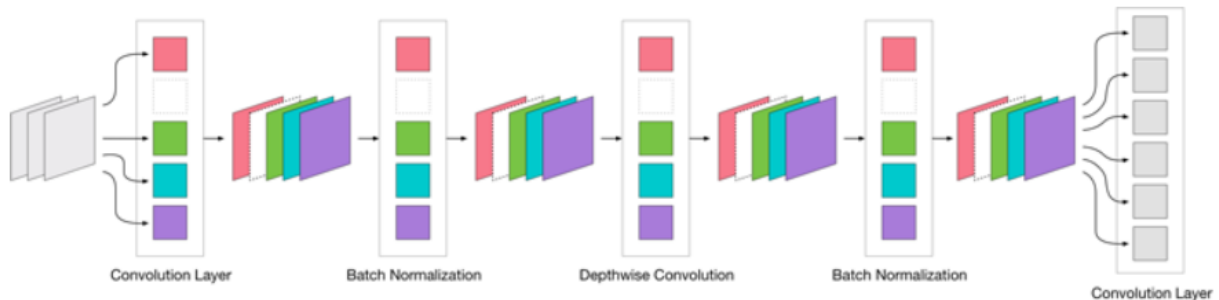 Convolution Layer
Batch Normalization
Depthwise Convolution
Batch Normalization
Convolution Layer